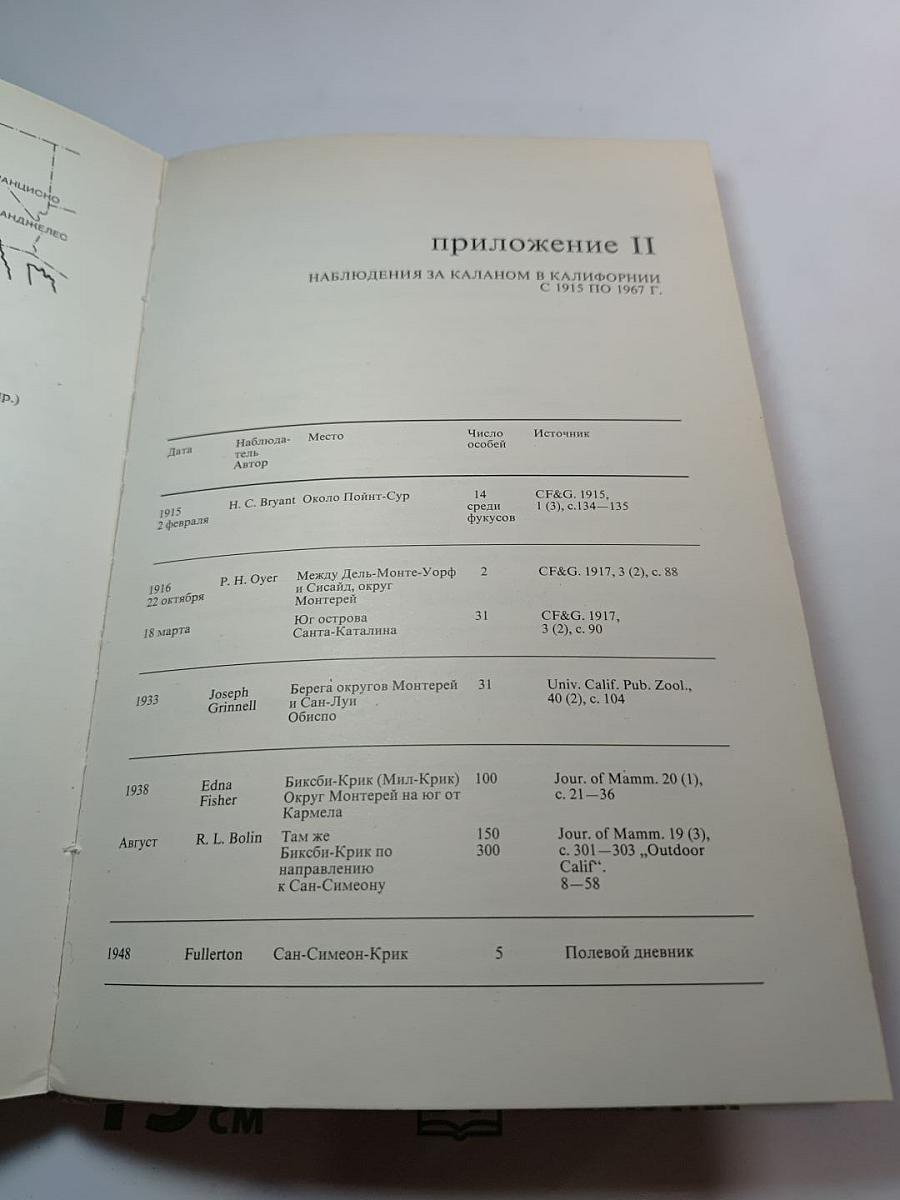 приложение II
НАБЛЮДЕНИЯ ЗА КАЛАНОМ В КАЛИФОРНИИ
С 1915 ПО 1967 Г.
Дата Наблюда- Место Число Источник
тель особей
Автор
1915 H. C. Bryant Около Пойнт-Сур 14 CF&G. 1915,
2 февраля среди 1 (3), с.134—135
фукусов
1916 P. H. Oyer Между Дель-Монте-Уорф 2 CF&G. 1917, 3 (2), с. 88
22 октября и Сисайд, округ
Монтерей
18 марта Юг острова 31 CF&G. 1917,
Санта-Каталина 3 (2), с. 90
1933 Joseph Берега округов Монтерей 31 Univ. Calif. Pub. Zool.,
Grinnell и Сан-Луи 40 (2), с. 104
Обиспо
1938 Edna Биксби-Крик (Мил-Крик) 100 Jour. of Mamm. 20 (1),
Fisher Округ Монтерей на юг от с. 21—36
Кармела
Август R. L. Bolin Там же 150 Jour. of Mamm. 19 (3),
Биксби-Крик по 300 с. 301—303 „Outdoor
направлению Calif“.
к Сан-Симеону 8—58
1948 Fullerton Сан-Симеон-Крик 5 Полевой дневник
АНДЖЕЛЕС
см